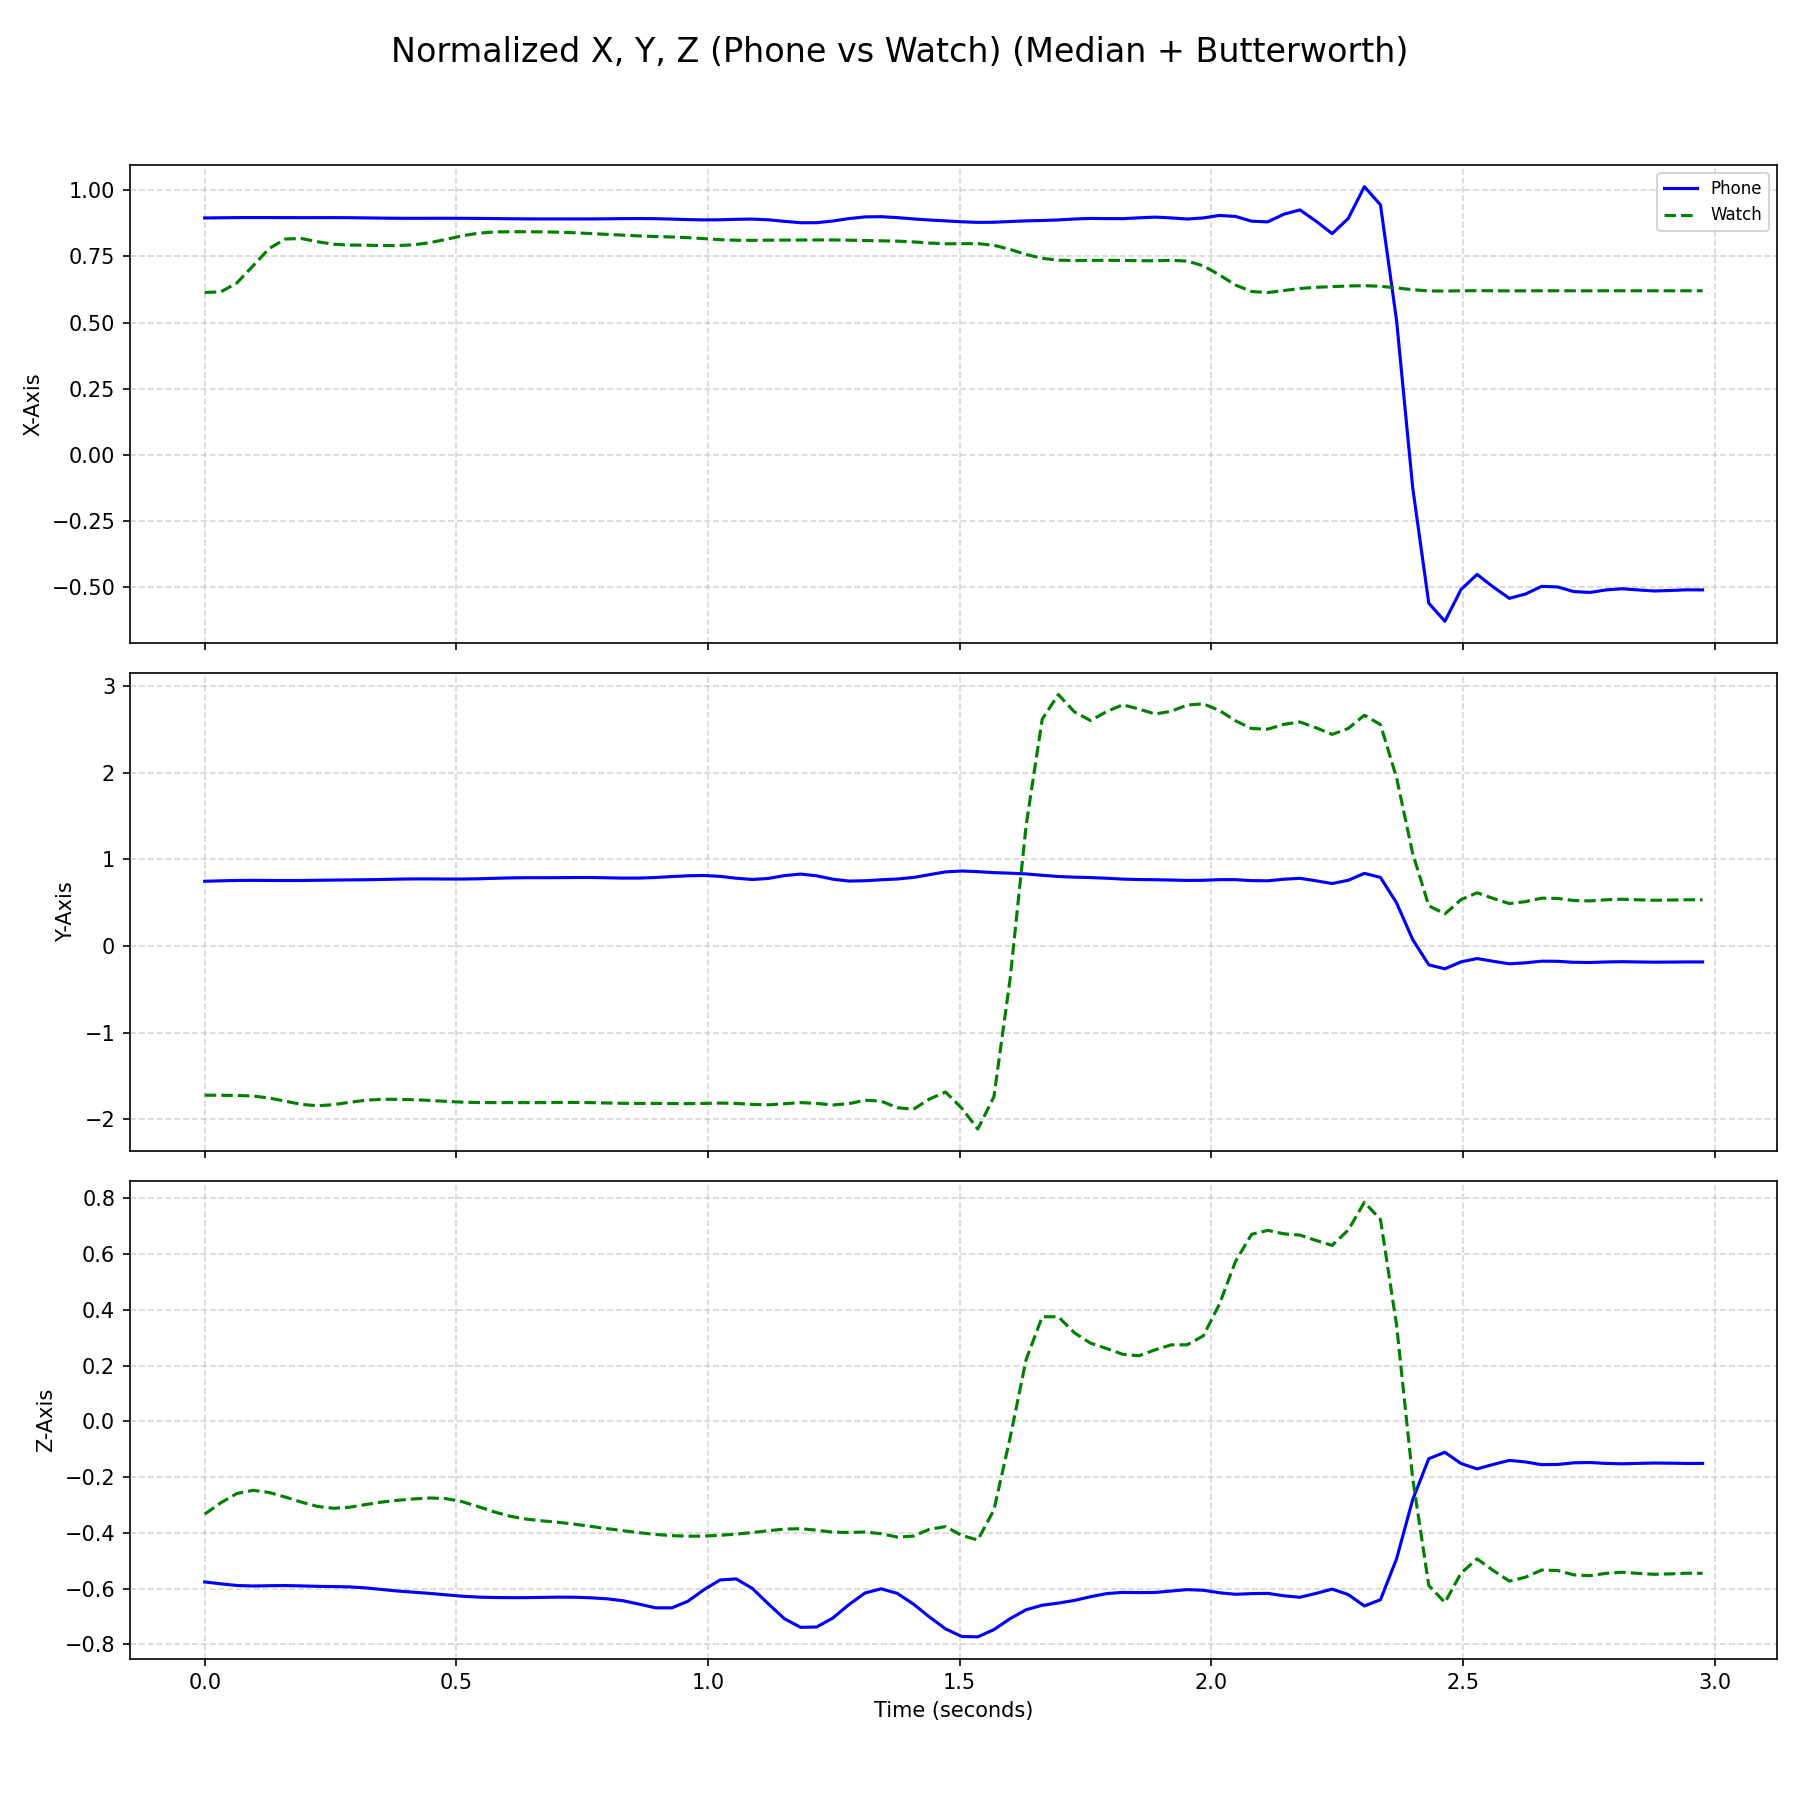 Normalized X, Y, Z (Phone vs Watch) (Median + Butterworth)
Phone
Watch
1.00
0.75
0.50
0.25
0.00
−0.25
−0.50
X-Axis
3
2
1
0
−1
−2
Y-Axis
0.8
0.6
0.4
0.2
0.0
−0.2
−0.4
−0.6
−0.8
Z-Axis
0.0 0.5 1.0 1.5 2.0 2.5 3.0
Time (seconds)